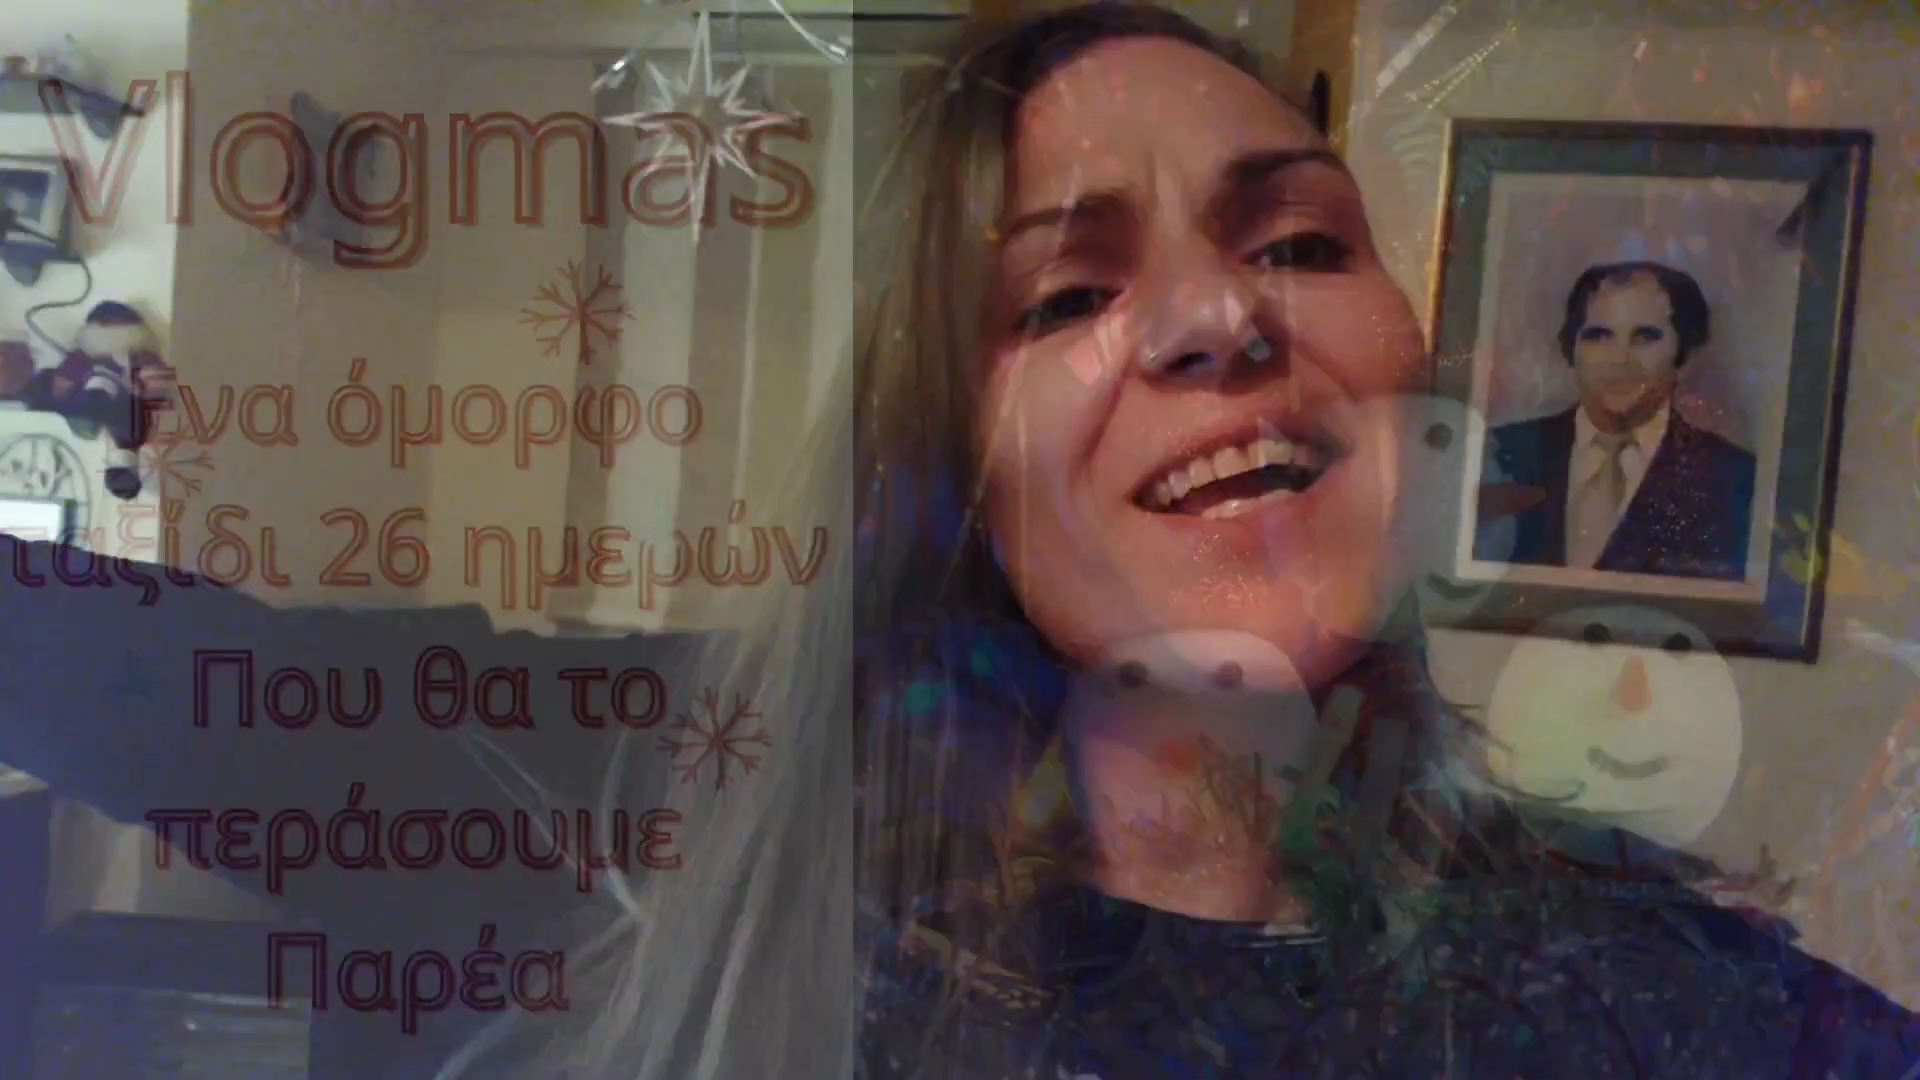 Vlogmas
Ένα όμορφο
ταξίδι 26 ημερών
Που θα το
περάσουμε
Παρέα